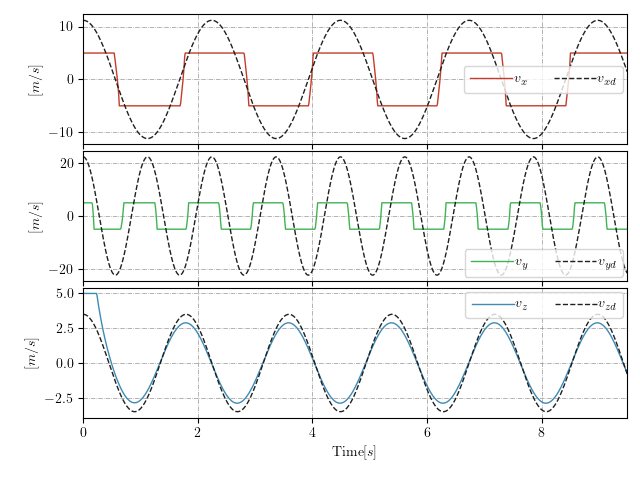 10
0
−10
[m/s]
v_x v_xd
20
0
−20
[m/s]
v_y v_yd
5.0
2.5
0.0
−2.5
[m/s]
v_z v_zd
0 2 4 6 8
Time[s]